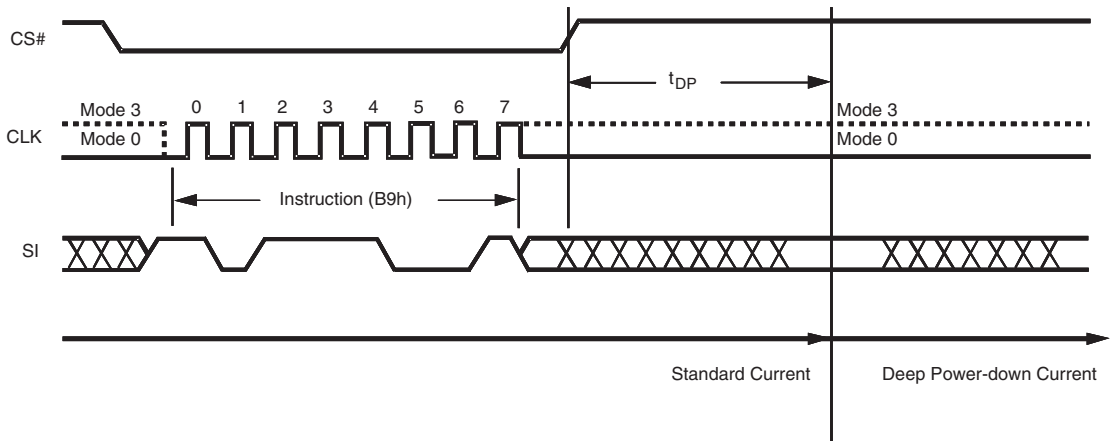 CS#
t_DP
Mode 3 0 1 2 3 4 5 6 7 Mode 3
CLK Mode 0 Mode 0
Instruction (B9h)
SI
Standard Current Deep Power-down Current